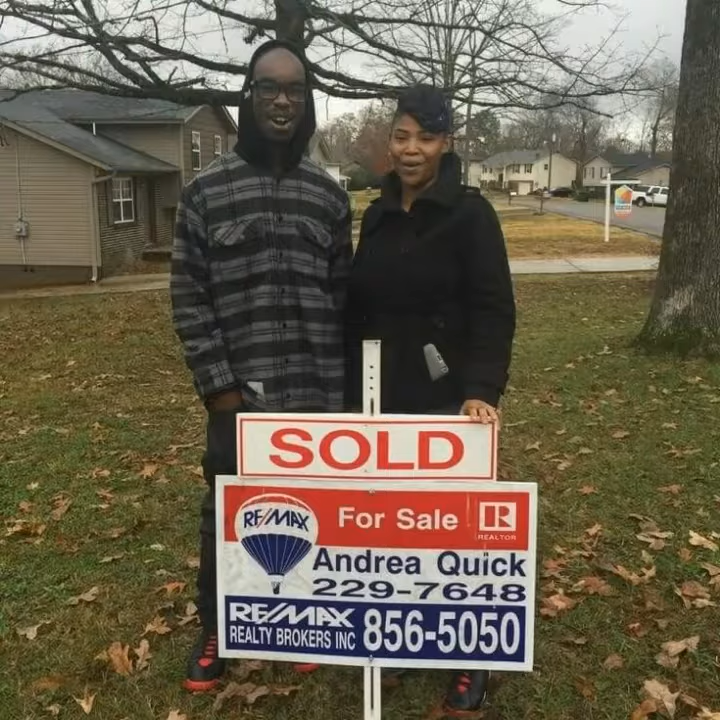 SOLD
RE/MAX
For Sale
R
REALTOR
Andrea Quick
229-7648
RE/MAX
REALTY BROKERS INC
856-5050